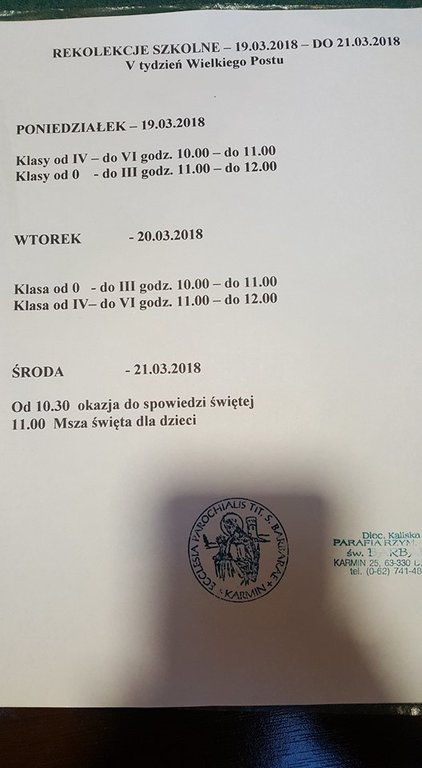 REKOLEKCJE SZKOLNE – 19.03.2018 – DO 21.03.2018
V tydzień Wielkiego Postu
PONIEDZIAŁEK – 19.03.2018
Klasy od IV – do VI godz. 10.00 – do 11.00
Klasy od 0 - do III godz. 11.00 – do 12.00
WTOREK - 20.03.2018
Klasa od 0 - do III godz. 10.00 – do 11.00
Klasa od IV– do VI godz. 11.00 – do 12.00
ŚRODA - 21.03.2018
Od 10.30 okazja do spowiedzi świętej
11.00 Msza święta dla dzieci
ECCLESIA PAROCHIALIS TIT. S. BARBARAE
KARMIN
Diec. Kaliska
PARAFIA RZYM.
św.
KARMIN 25, 63-330
tel. (0-62) 741-48